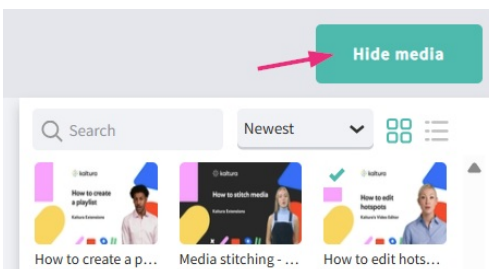 Hide media
Search
Newest
kaltura
How to create
a playlist
Kaltura Extensions
kaltura
How to stitch media
Kaltura Extensions
kaltura
How to edit
hotspots
Kaltura's Video Editor
How to create a p...
Media stitching - ...
How to edit hots...